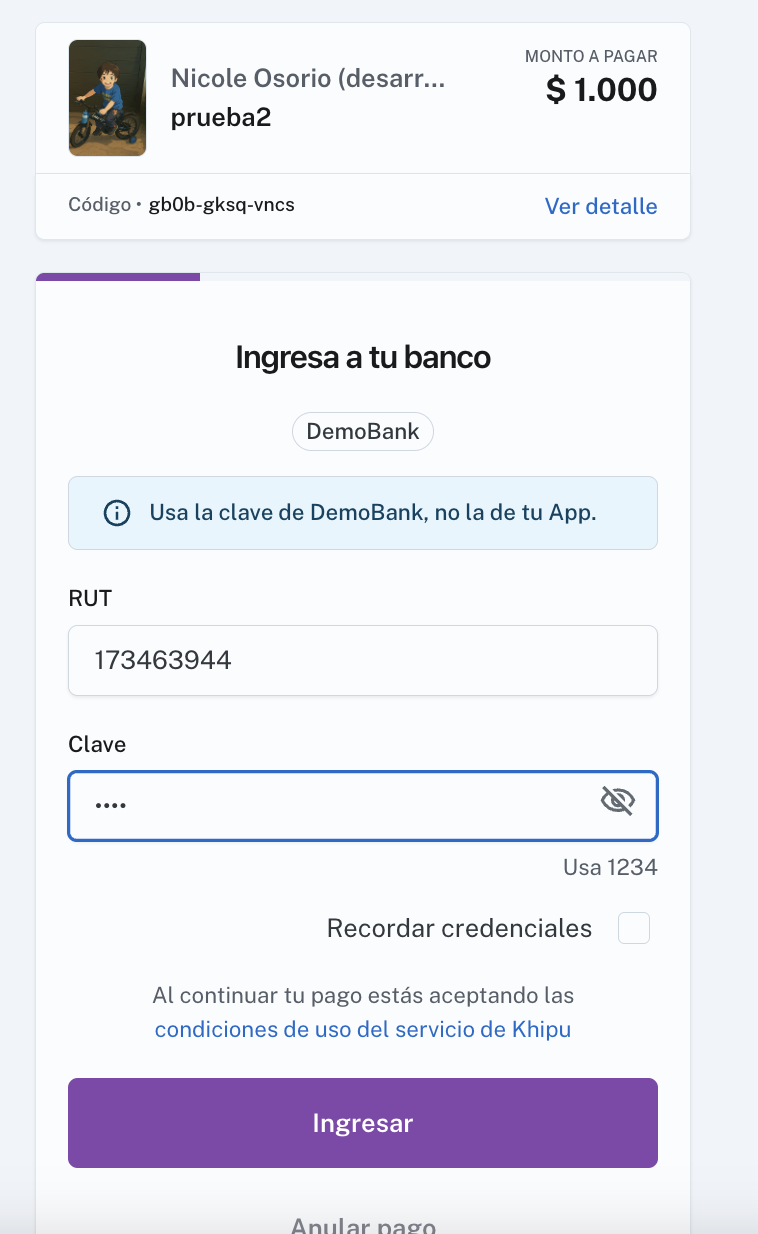 Nicole Osorio (desarr...
prueba2
MONTO A PAGAR
$ 1.000
Código • gb0b-gksq-vncs
Ver detalle
Ingresa a tu banco
DemoBank
Usa la clave de DemoBank, no la de tu App.
RUT
173463944
Clave
••••
Usa 1234
Recordar credenciales
Al continuar tu pago estás aceptando las
condiciones de uso del servicio de Khipu
Ingresar
Anular pago